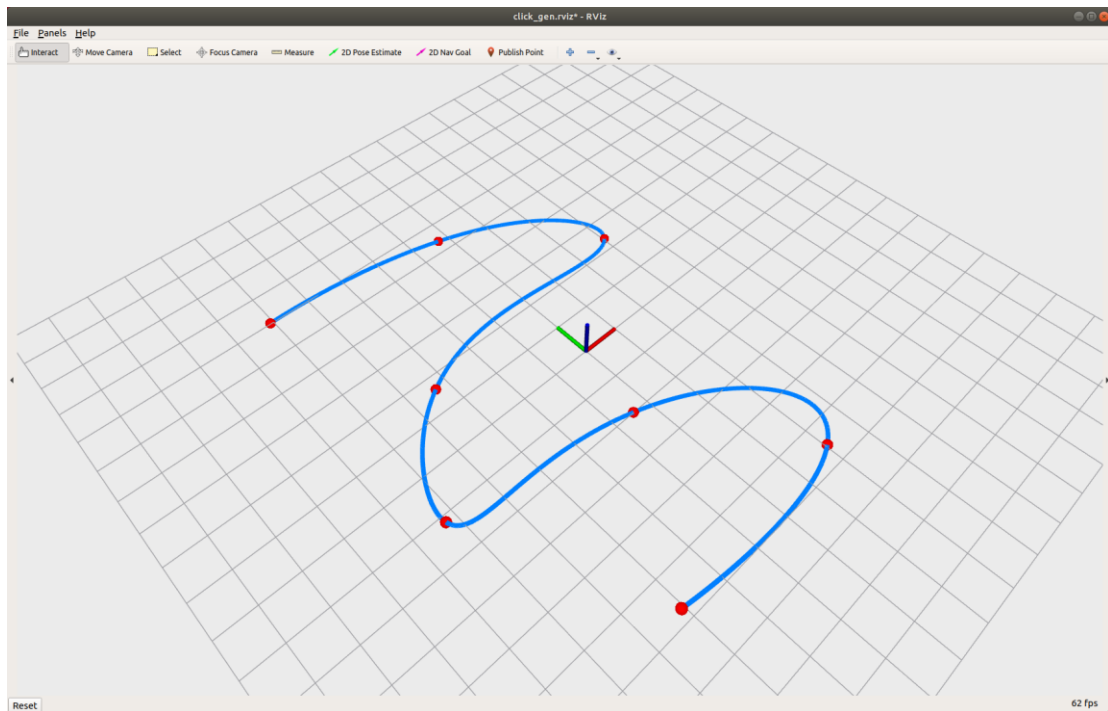 click_gen.rviz* - RViz
File Panels Help
Interact Move Camera Select Focus Camera Measure 2D Pose Estimate 2D Nav Goal Publish Point
Reset 62 fps